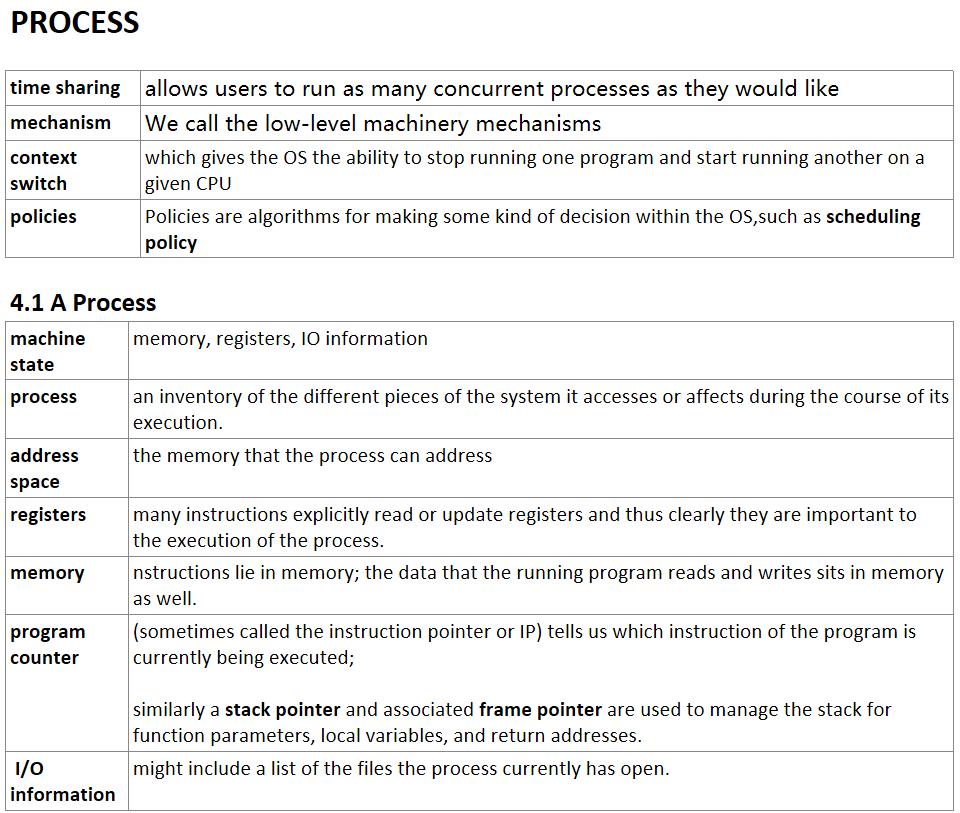 PROCESS
time sharing
allows users to run as many concurrent processes as they would like
mechanism
We call the low-level machinery mechanisms
context
switch
which gives the OS the ability to stop running one program and start running another on a
given CPU
policies
Policies are algorithms for making some kind of decision within the OS,such as scheduling
policy
4.1 A Process
machine
state
memory, registers, IO information
process
an inventory of the different pieces of the system it accesses or affects during the course of its
execution.
address
space
the memory that the process can address
registers
many instructions explicitly read or update registers and thus clearly they are important to
the execution of the process.
memory
nstructions lie in memory; the data that the running program reads and writes sits in memory
as well.
program
counter
(sometimes called the instruction pointer or IP) tells us which instruction of the program is
currently being executed;
similarly a stack pointer and associated frame pointer are used to manage the stack for
function parameters, local variables, and return addresses.
I/O
information
might include a list of the files the process currently has open.